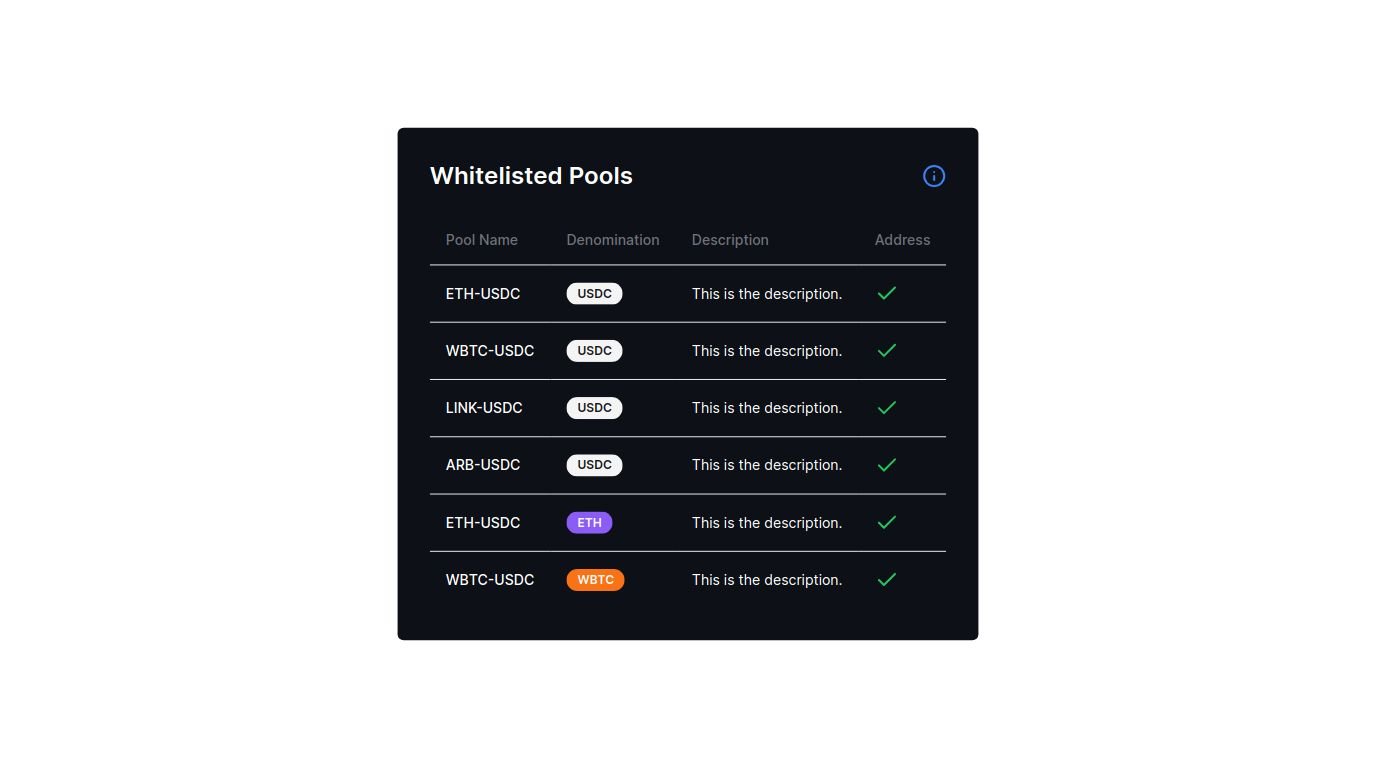 Whitelisted Pools
Pool Name Denomination Description Address
ETH-USDC USDC This is the description.
WBTC-USDC USDC This is the description.
LINK-USDC USDC This is the description.
ARB-USDC USDC This is the description.
ETH-USDC ETH This is the description.
WBTC-USDC WBTC This is the description.